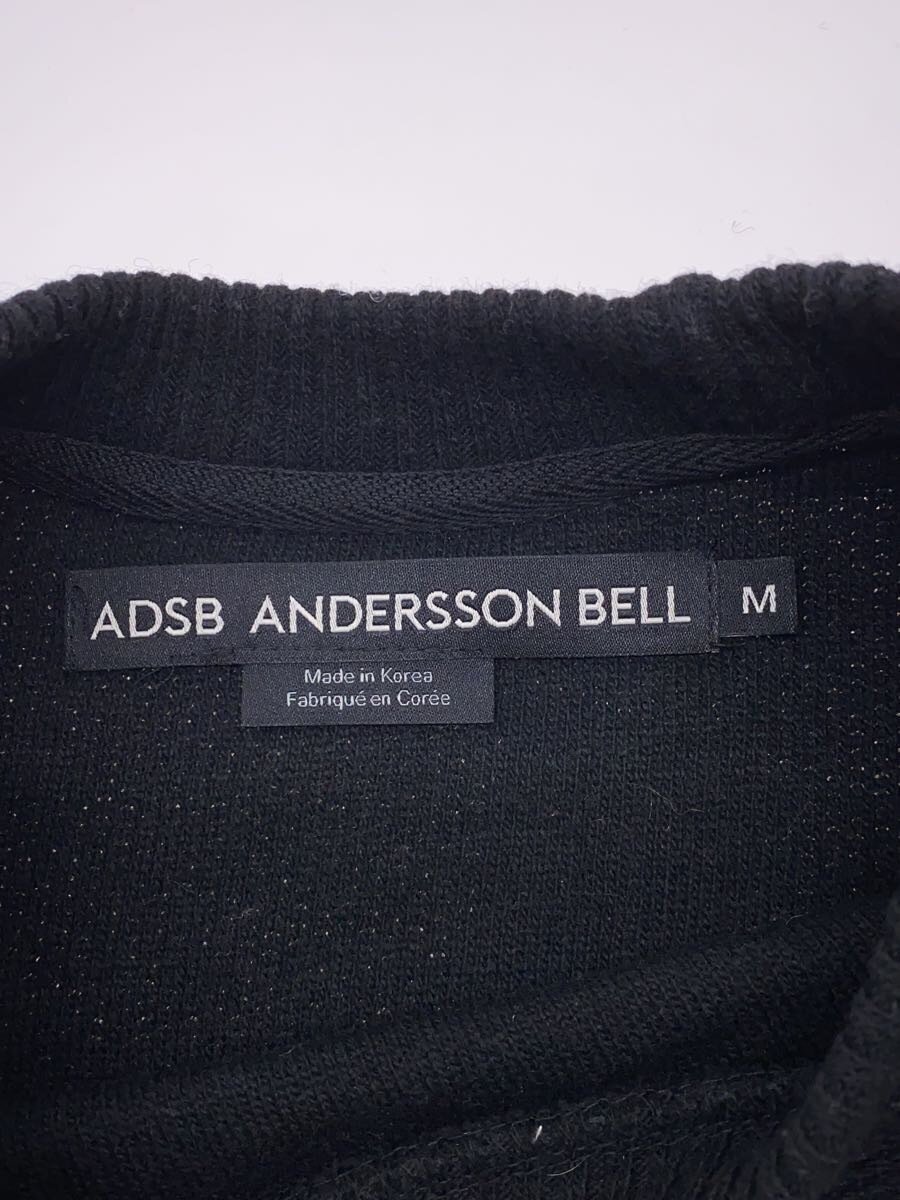 ADSB ANDERSSON BELL M
Made in Korea
Fabriqué en Corée